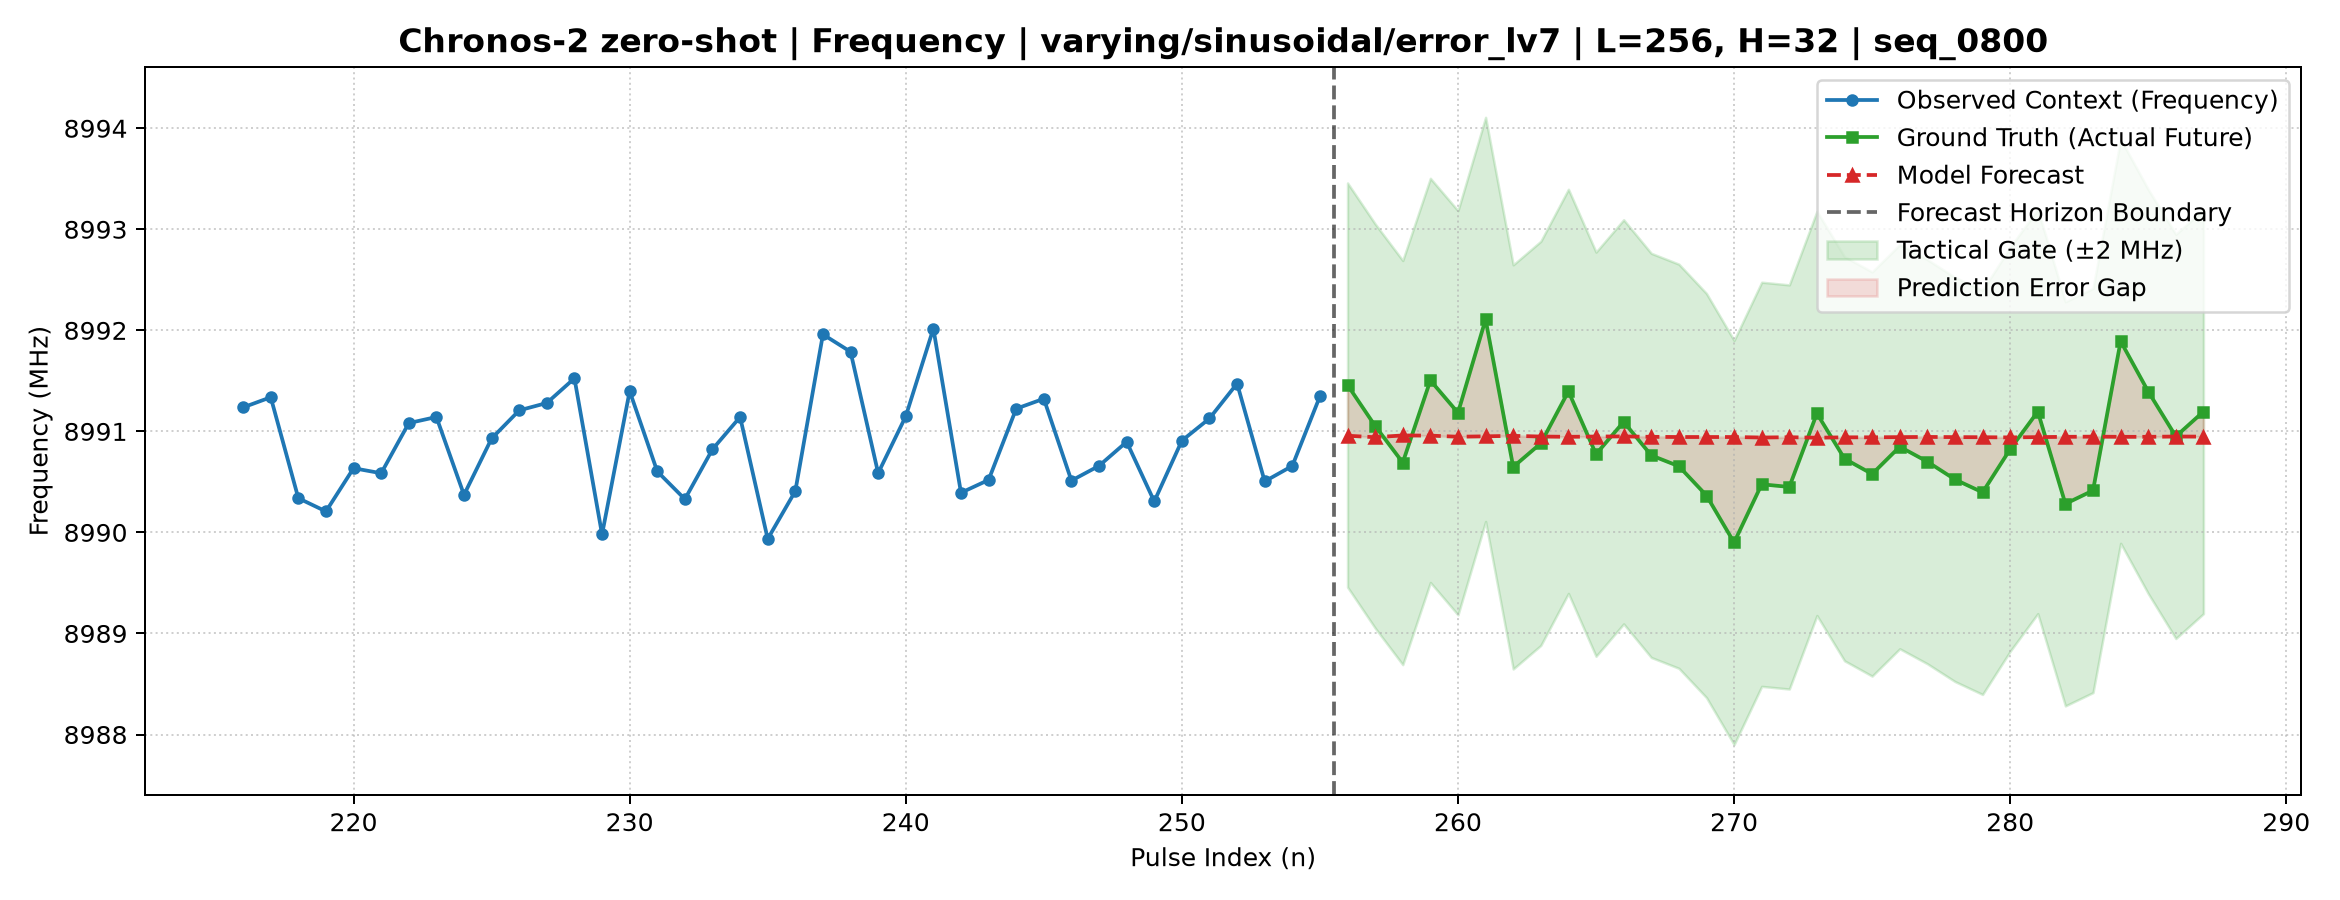 Chronos-2 zero-shot | Frequency | varying/sinusoidal/error_lv7 | L=256, H=32 | seq_0800
Observed Context (Frequency)
Ground Truth (Actual Future)
Model Forecast
Forecast Horizon Boundary
Tactical Gate (±2 MHz)
Prediction Error Gap
Frequency (MHz)
8994
8993
8992
8991
8990
8989
8988
220 230 240 250 260 270 280 290
Pulse Index (n)